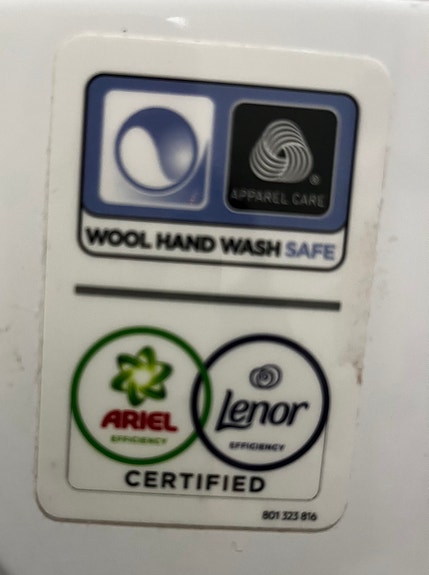 ®
APPAREL CARE
WOOL HAND WASH SAFE
ARIEL
EFFICIENCY
Lenor
EFFICIENCY
CERTIFIED
801 323 816